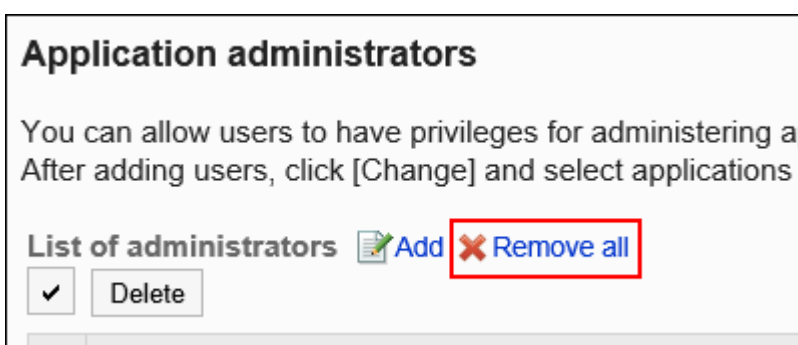 Application administrators
You can allow users to have privileges for administering a
After adding users, click [Change] and select applications
List of administrators Add Remove all
Delete